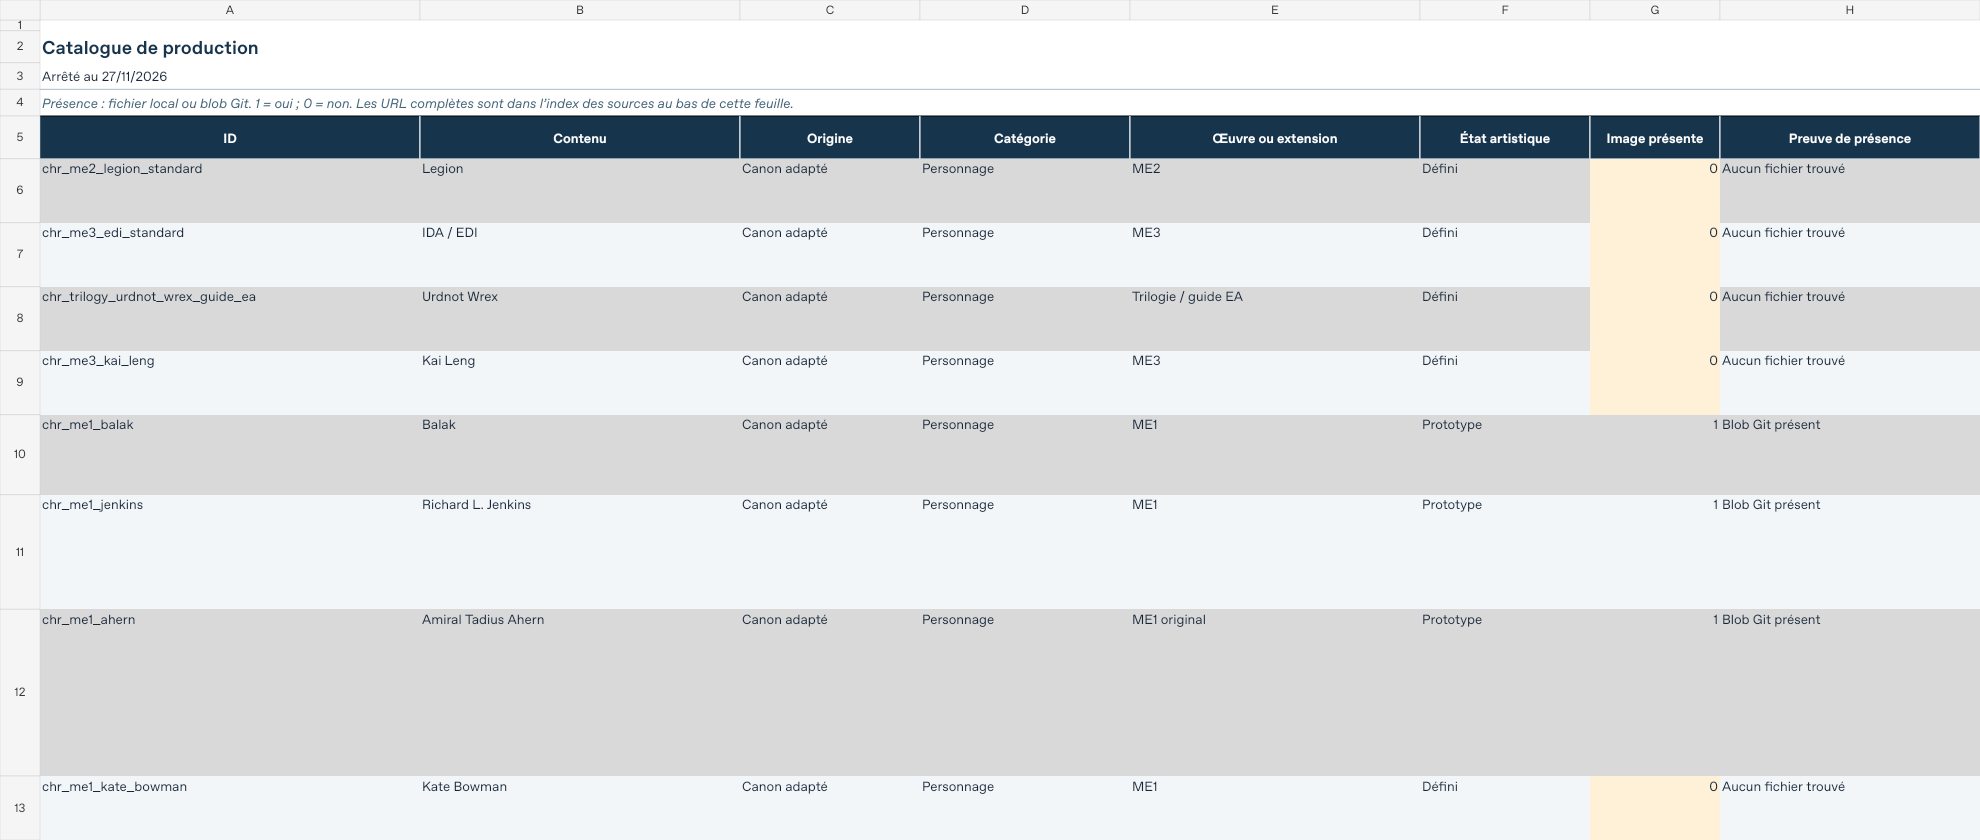 A B C D E F G H
1
2 Catalogue de production
3 Arrêté au 27/11/2026
4 Présence : fichier local ou blob Git. 1 = oui ; 0 = non. Les URL complètes sont dans l'index des sources au bas de cette feuille.
5 ID Contenu Origine Catégorie Œuvre ou extension État artistique Image présente Preuve de présence
6 chr_me2_legion_standard Legion Canon adapté Personnage ME2 Défini 0 Aucun fichier trouvé
7 chr_me3_edi_standard IDA / EDI Canon adapté Personnage ME3 Défini 0 Aucun fichier trouvé
8 chr_trilogy_urdnot_wrex_guide_ea Urdnot Wrex Canon adapté Personnage Trilogie / guide EA Défini 0 Aucun fichier trouvé
9 chr_me3_kai_leng Kai Leng Canon adapté Personnage ME3 Défini 0 Aucun fichier trouvé
10 chr_me1_balak Balak Canon adapté Personnage ME1 Prototype 1 Blob Git présent
11 chr_me1_jenkins Richard L. Jenkins Canon adapté Personnage ME1 Prototype 1 Blob Git présent
12 chr_me1_ahern Amiral Tadius Ahern Canon adapté Personnage ME1 original Prototype 1 Blob Git présent
13 chr_me1_kate_bowman Kate Bowman Canon adapté Personnage ME1 Défini 0 Aucun fichier trouvé